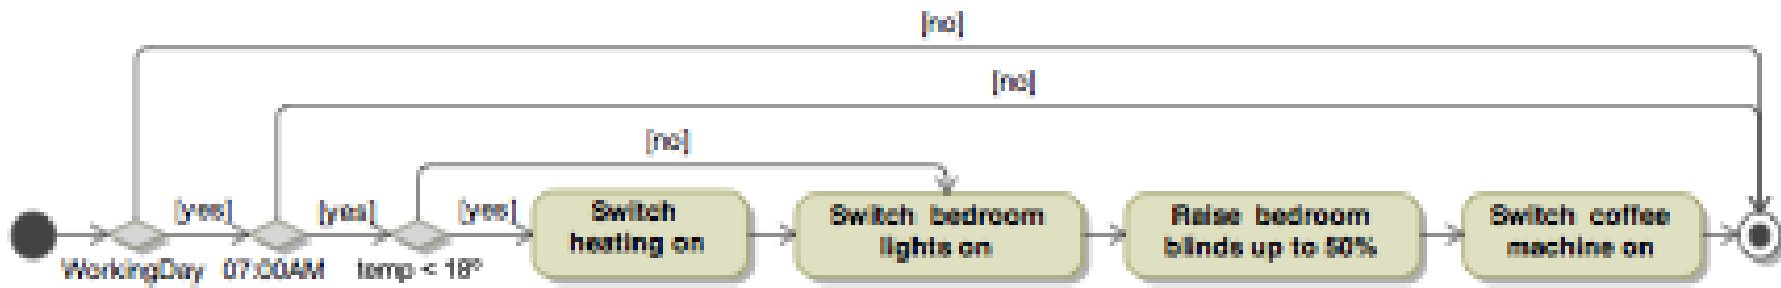 [no]
[no]
[no]
[yes]
[yes]
[yes]
Switch
heating on
Switch bedroom
lights on
Raise bedroom
blinds up to 50%
Switch coffee
machine on
WorkingDay
07:00AM
temp < 18º